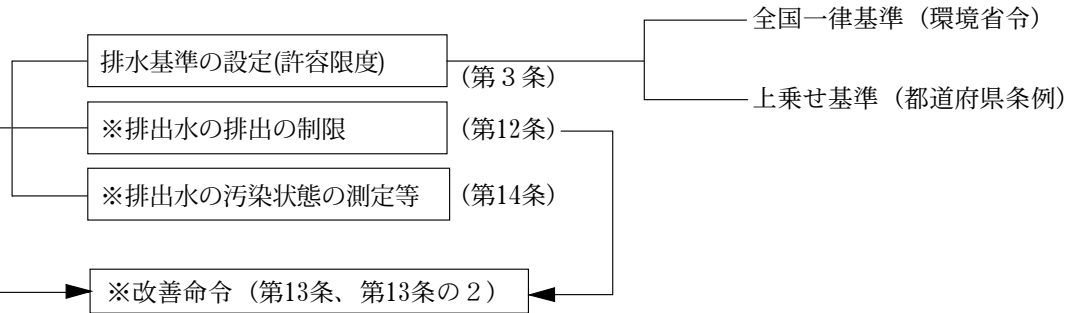 全国一律基準（環境省令）
排水基準の設定(許容限度)
（第３条）
上乗せ基準（都道府県条例）
※排出水の排出の制限
（第12条）
※排出水の汚染状態の測定等
（第14条）
※改善命令（第13条、第13条の２）